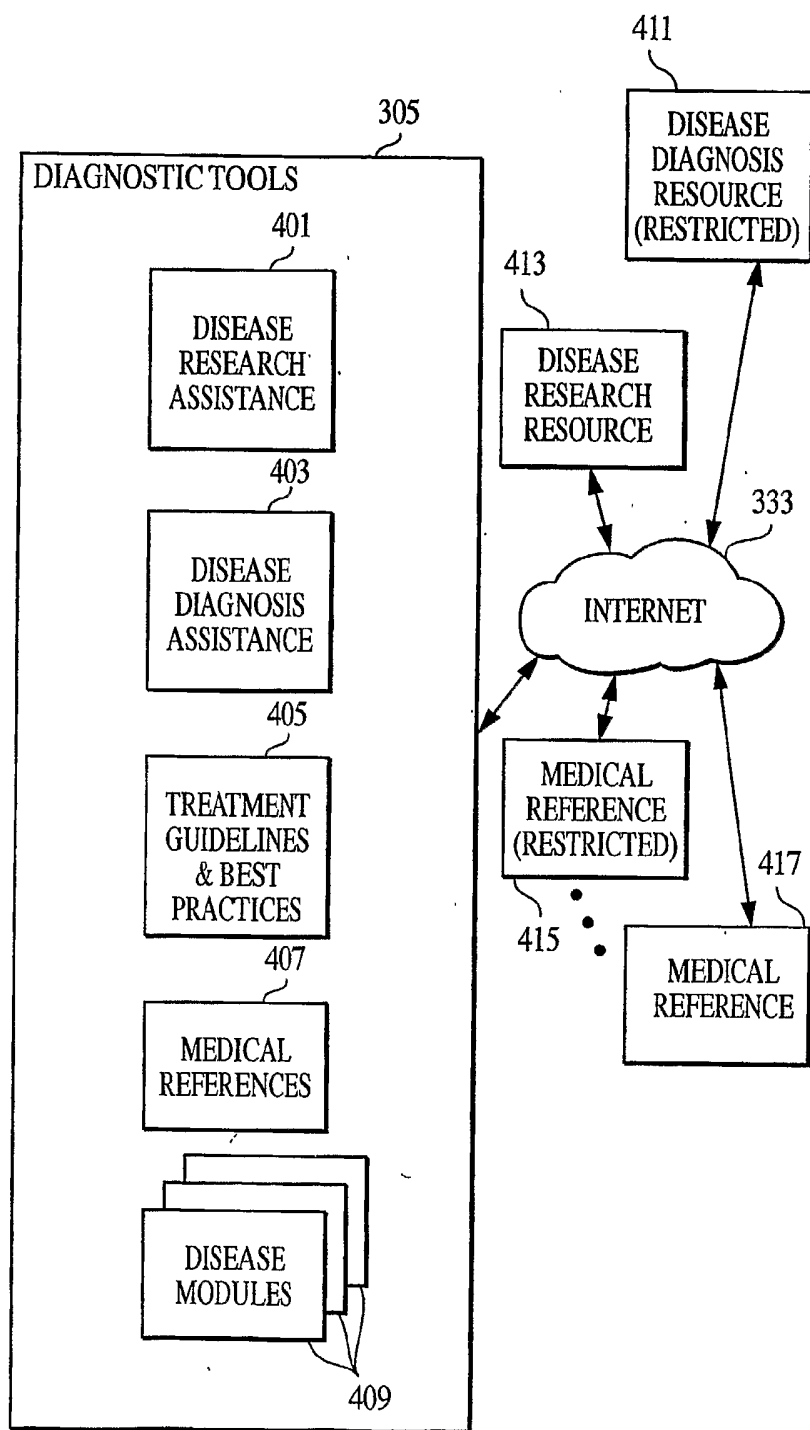 411
DISEASE
DIAGNOSIS
RESOURCE
(RESTRICTED)
305
DIAGNOSTIC TOOLS
401
DISEASE
RESEARCH
ASSISTANCE
413
DISEASE
RESEARCH
RESOURCE
403
DISEASE
DIAGNOSIS
ASSISTANCE
333
INTERNET
405
TREATMENT
GUIDELINES
& BEST
PRACTICES
MEDICAL
REFERENCE
(RESTRICTED)
415
417
MEDICAL
REFERENCE
407
MEDICAL
REFERENCES
DISEASE
MODULES
409